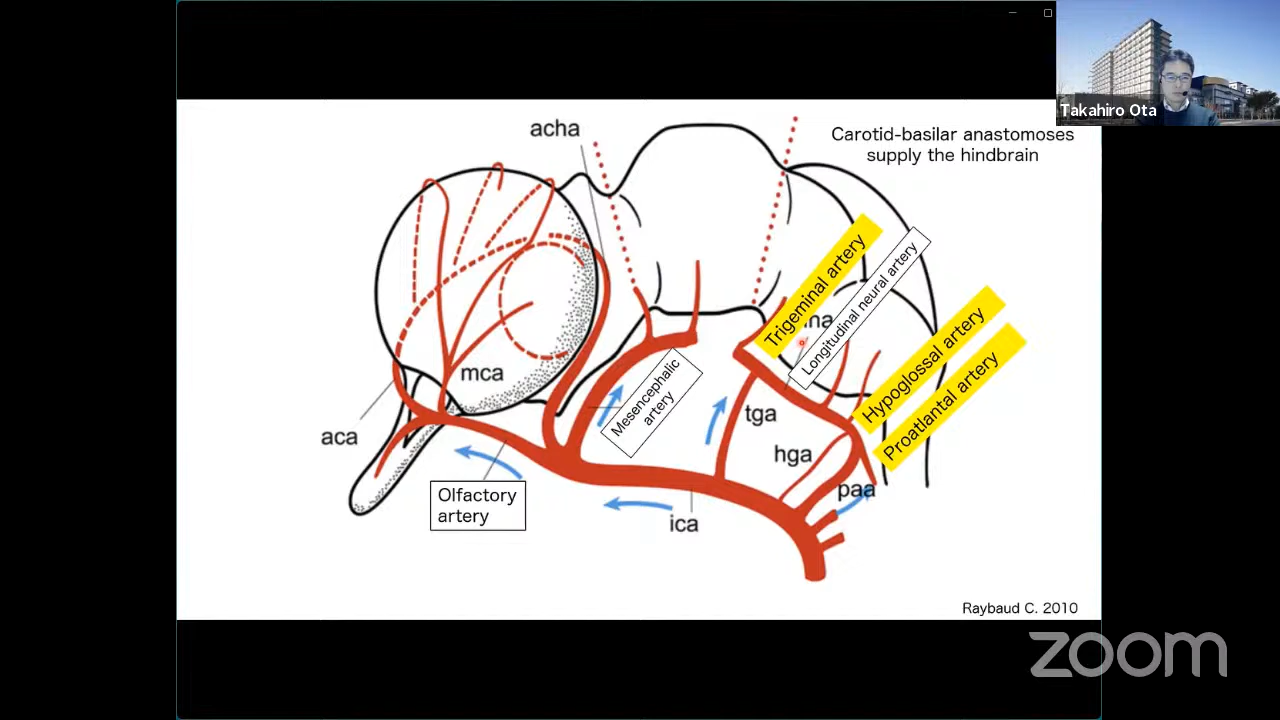 Takahiro Ota
Carotid-basilar anastomoses
supply the hindbrain
acha
Trigeminal artery
Longitudinal neural artery
Hypoglossal artery
Proatlantal artery
mca
Mesencephalic
artery
aca
tga
hga
paa
Olfactory
artery
ica
Raybaud C. 2010
zoom